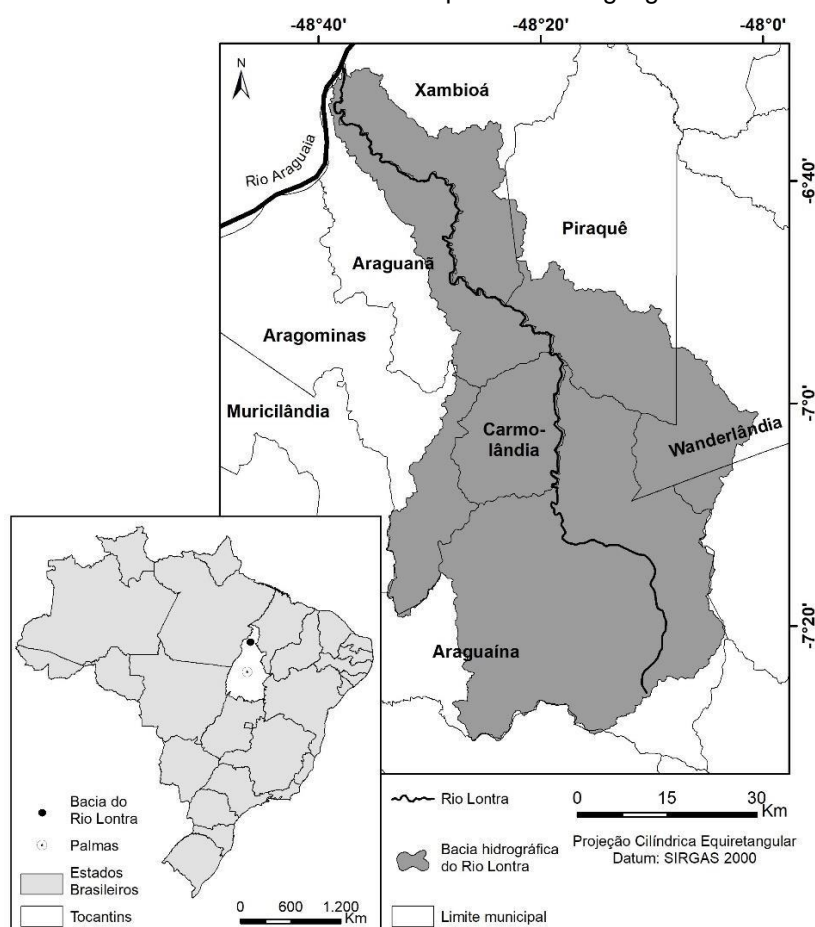 -48°40'
-48°20'
-48°0'
N
Xambioá
Rio Araguaia
-6°40'
Piraquê
Araguanã
Aragominas
-7°0'
Muricilândia
Carmo-
lândia
Wanderlândia
-7°20'
Araguaína
Bacia do
Rio Lontra
Palmas
Estados
Brasileiros
Tocantins
0 600 1.200
Km
Rio Lontra
Bacia hidrográfica
do Rio Lontra
Limite municipal
0 15 30
Km
Projeção Cilíndrica Equiretangular
Datum: SIRGAS 2000